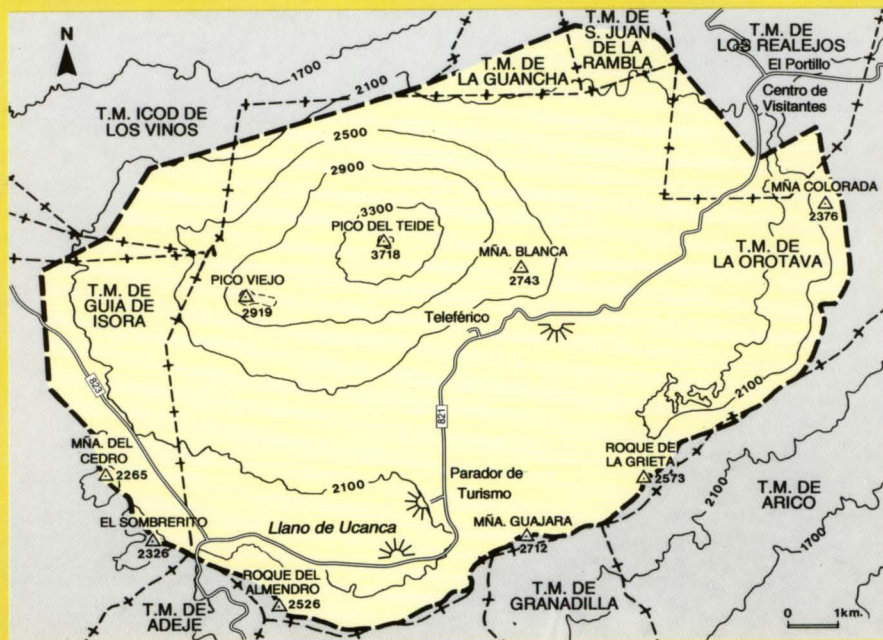 N
T.M. DE
S. JUAN
DE LA
RAMBLA
T.M. DE
LOS REALEJOS
El Portillo
Centro de
Visitantes
T.M. DE
LA GUANCHA
1700
2100
T.M. ICOD DE
LOS VINOS
2500
2900
3300
PICO DEL TEIDE
3718
MÑA COLORADA
2376
MÑA. BLANCA
2743
T.M. DE
LA OROTAVA
PICO VIEJO
2919
T.M. DE
GUIA DE
ISORA
Teleférico
823
821
2100
MÑA. DEL
CEDRO
2265
ROQUE DE
LA GRIETA
2573
Parador de
Turismo
2100
2100
T.M. DE
ARICO
EL SOMBRERITO
2326
Llano de Ucanca
MÑA. GUAJARA
2712
1700
ROQUE DEL
ALMENDRO
2526
T.M. DE
ADEJE
T.M. DE
GRANADILLA
0 1km.